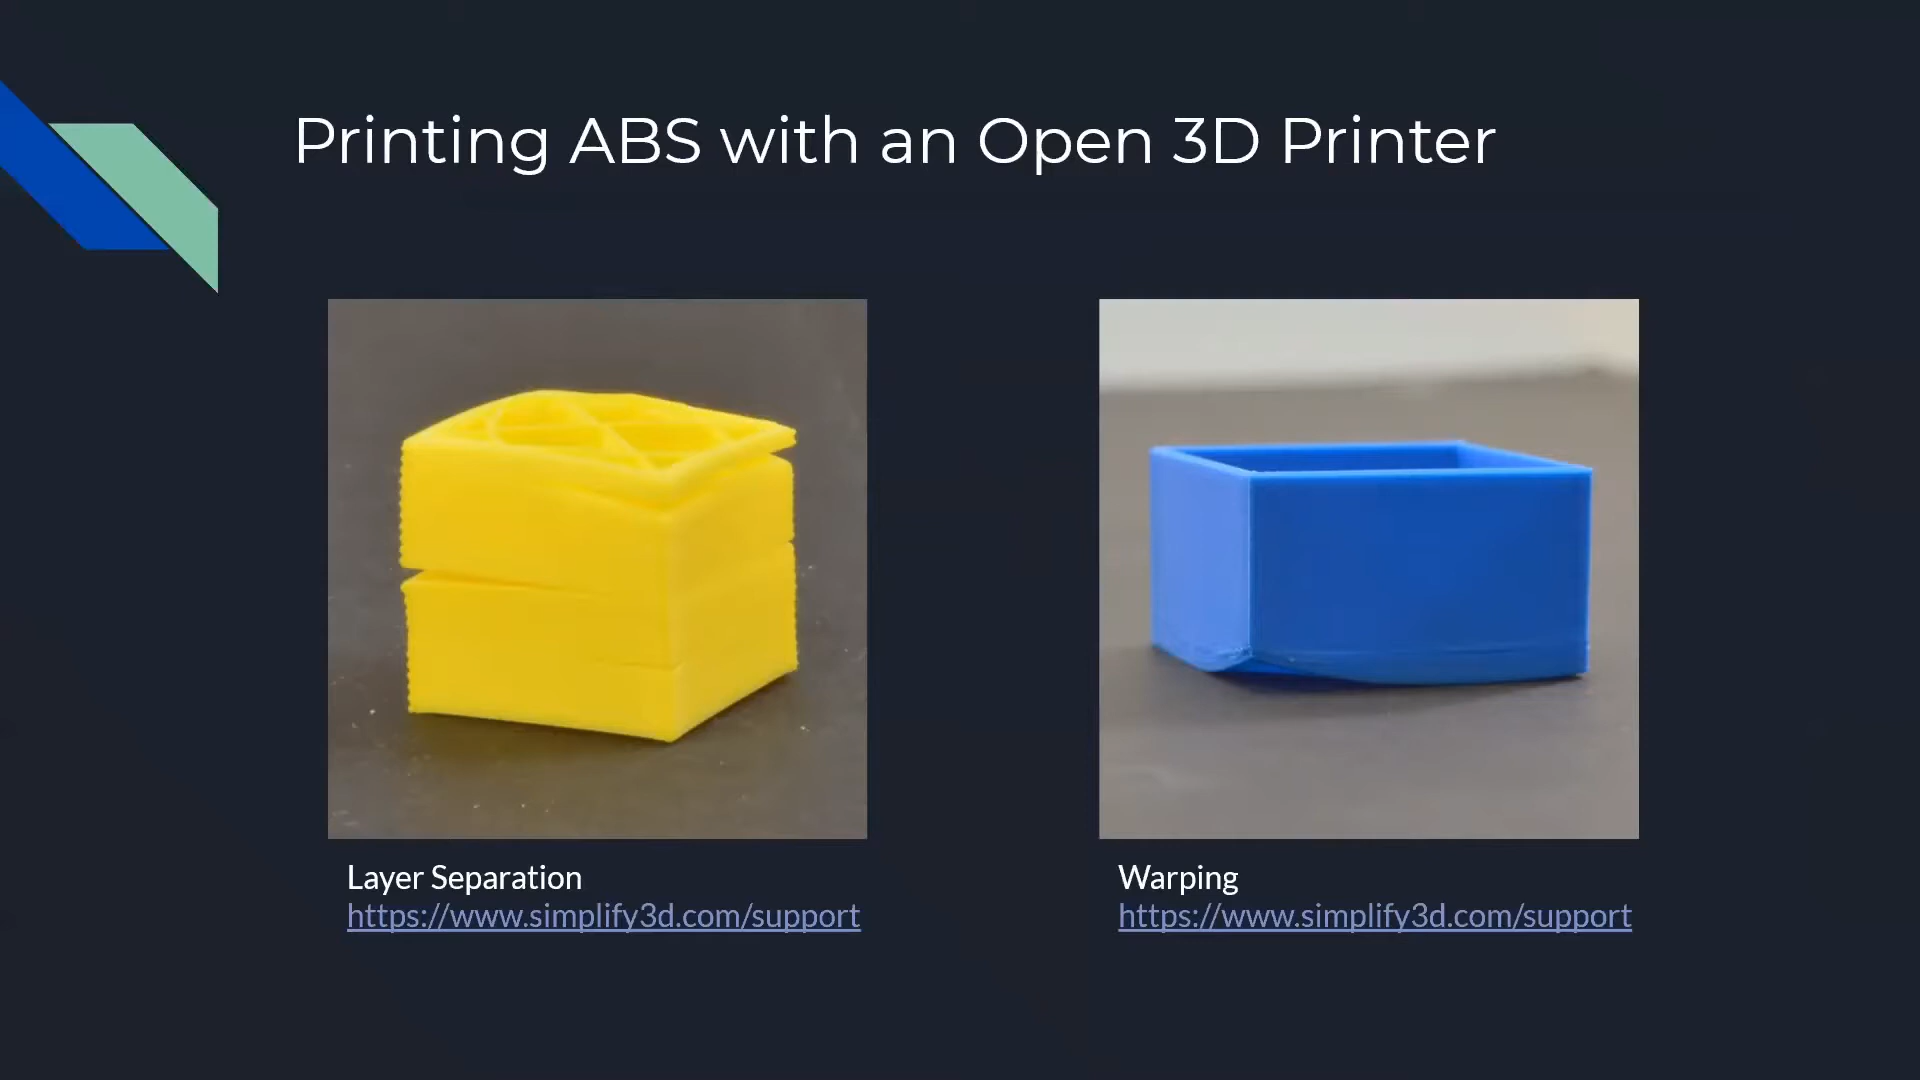 Printing ABS with an Open 3D Printer
Layer Separation
https://www.simplify3d.com/support
Warping
https://www.simplify3d.com/support